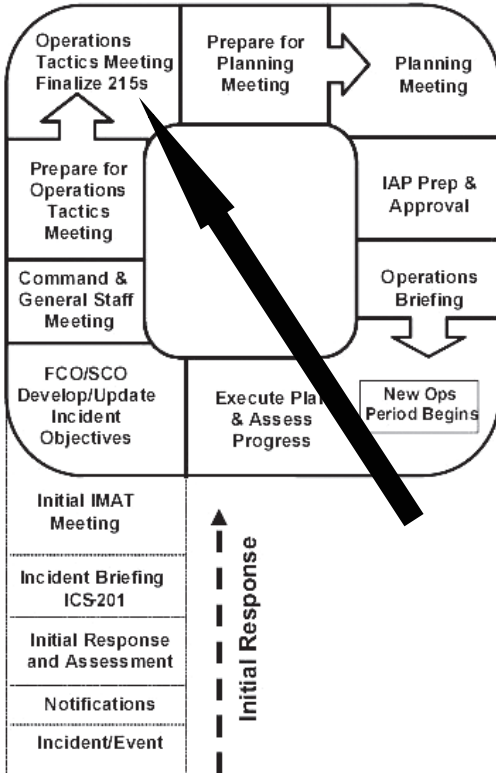 Operations
Tactics Meeting
Finalize 215s
Prepare for
Planning
Meeting
Planning
Meeting
Prepare for
Operations
Tactics
Meeting
IAP Prep &
Approval
Command &
General Staff
Meeting
Operations
Briefing
FCO/SCO
Develop/Update
Incident
Objectives
Execute
& Assess
Progress
New Ops
Period Begins
Initial IMAT
Meeting
Incident Briefing
ICS-201
Initial Response
and Assessment
Notifications
Incident/Event
Initial Response